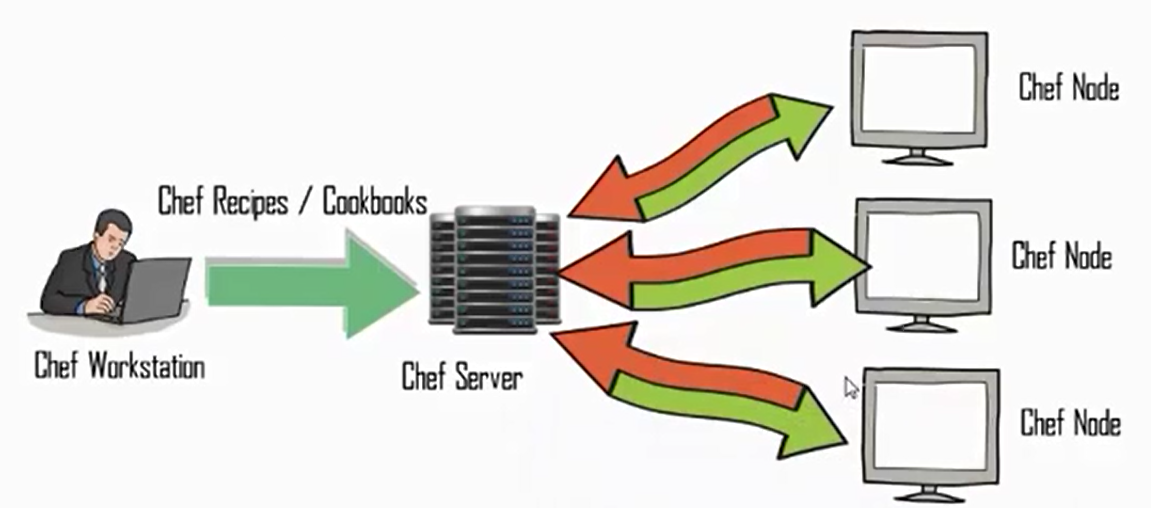 Chef Node
Chef Recipes / Cookbooks
Chef Node
Chef Workstation
Chef Server
Chef Node